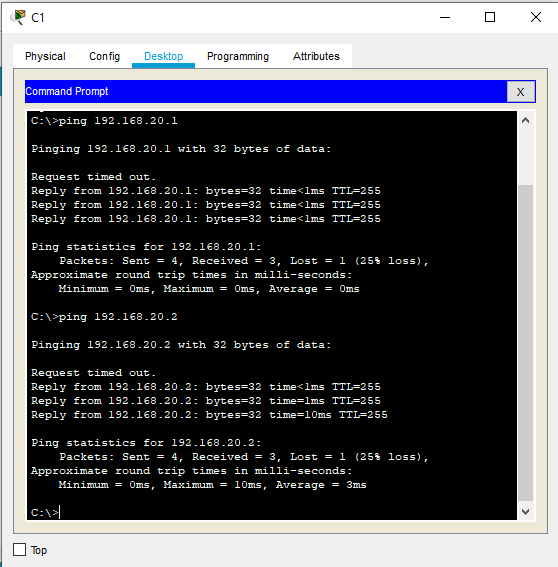 C1
Physical Config Desktop Programming Attributes
Command Prompt
X
C:\>ping 192.168.20.1
Pinging 192.168.20.1 with 32 bytes of data:
Request timed out.
Reply from 192.168.20.1: bytes=32 time<1ms TTL=255
Reply from 192.168.20.1: bytes=32 time<1ms TTL=255
Reply from 192.168.20.1: bytes=32 time<1ms TTL=255
Ping statistics for 192.168.20.1:
Packets: Sent = 4, Received = 3, Lost = 1 (25% loss),
Approximate round trip times in milli-seconds:
Minimum = 0ms, Maximum = 0ms, Average = 0ms
C:\>ping 192.168.20.2
Pinging 192.168.20.2 with 32 bytes of data:
Request timed out.
Reply from 192.168.20.2: bytes=32 time<1ms TTL=255
Reply from 192.168.20.2: bytes=32 time=1ms TTL=255
Reply from 192.168.20.2: bytes=32 time=10ms TTL=255
Ping statistics for 192.168.20.2:
Packets: Sent = 4, Received = 3, Lost = 1 (25% loss),
Approximate round trip times in milli-seconds:
Minimum = 0ms, Maximum = 10ms, Average = 3ms
C:\>
Top